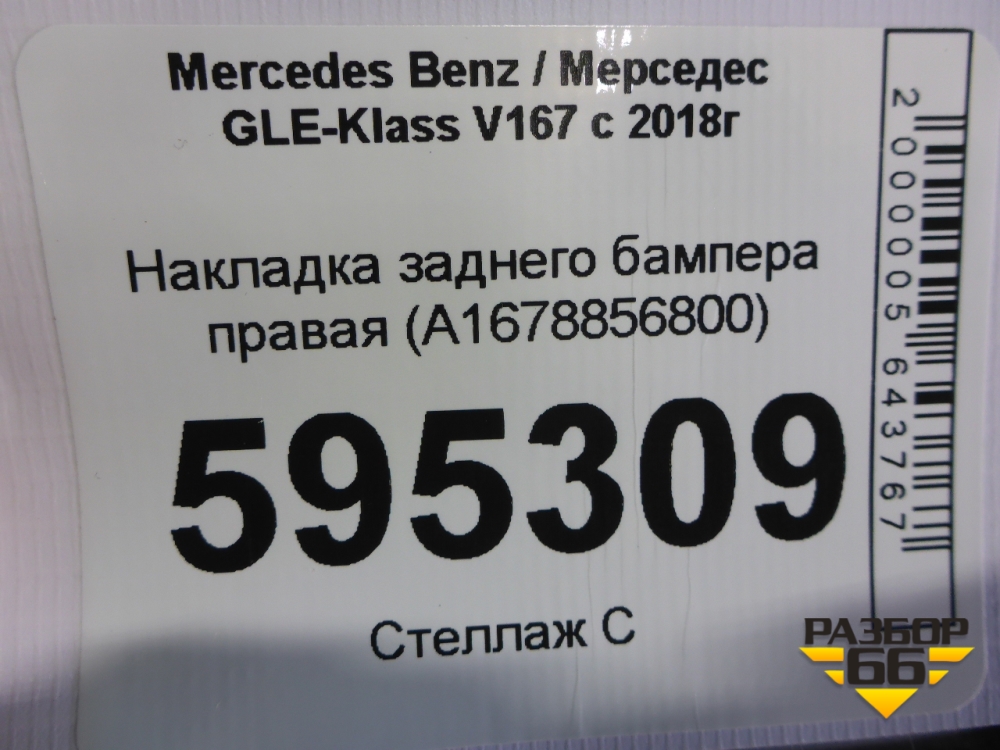 Mercedes Benz / Мерседес
GLE-Klass V167 с 2018г
Накладка заднего бампера
правая (A1678856800)
595309
Стеллаж С
2000005643767
РАЗБОР
66